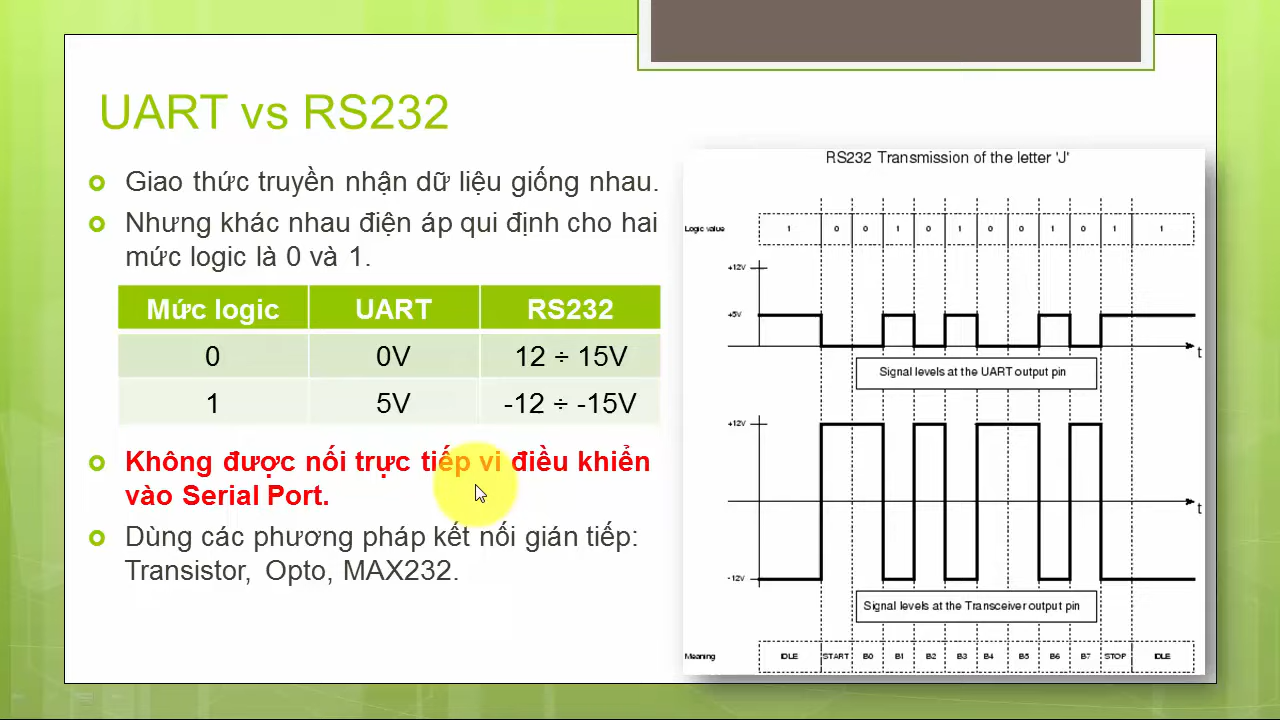 UART vs RS232
Giao thức truyền nhận dữ liệu giống nhau.
Nhưng khác nhau điện áp qui định cho hai
mức logic là 0 và 1.
Mức logic UART RS232
0 0V 12 ÷ 15V
1 5V -12 ÷ -15V
Không được nối trực tiếp vi điều khiển
vào Serial Port.
Dùng các phương pháp kết nối gián tiếp:
Transistor, Opto, MAX232.
RS232 Transmission of the letter 'J'
Logic value 1 0 0 1 0 1 0 0 1 0 1 1
+12V
+5V
t
Signal levels at the UART output pin
+12V
t
-12V
Signal levels at the Transceiver output pin
Meaning IDLE START B0 B1 B2 B3 B4 B5 B6 B7 STOP IDLE